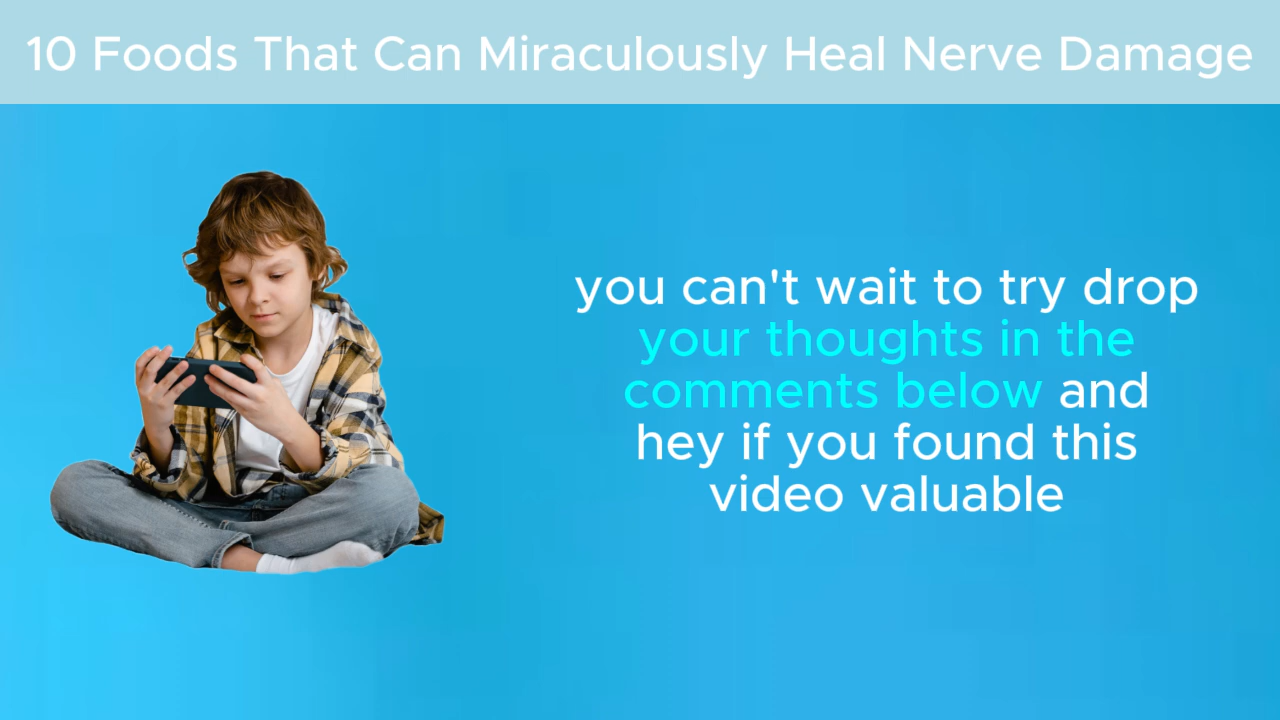 10 Foods That Can Miraculously Heal Nerve Damage
you can't wait to try drop
your thoughts in the
comments below and
hey if you found this
video valuable